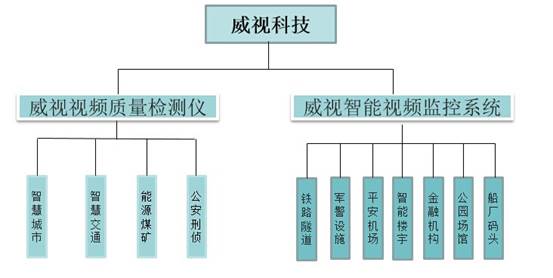 威视科技
威视视频质量检测仪
威视智能视频监控系统
智慧城市
智慧交通
能源煤矿
公安刑侦
铁路隧道
军警设施
平安机场
智能楼宇
金融机构
公园场馆
船厂码头